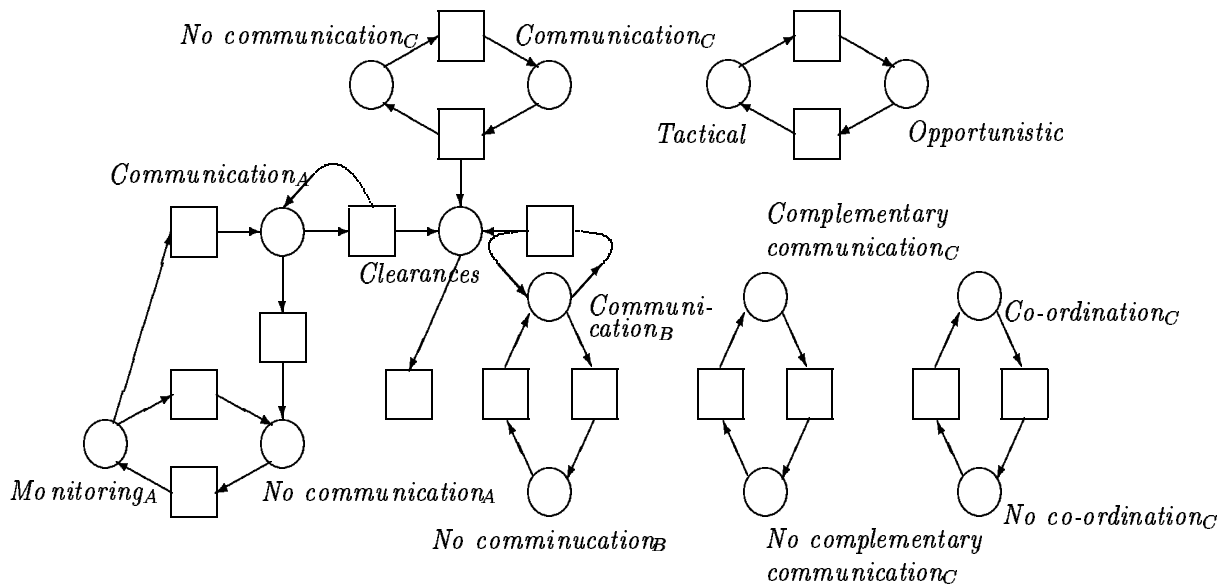 No communication_C
Communication_C
Tactical
Opportunistic
Communication_A
Clearances
Complementary
communication_C
Communi-
cation_B
Co-ordination_C
Monitoring_A
No communication_A
No comminucation_B
No complementary
communication_C
No co-ordination_C